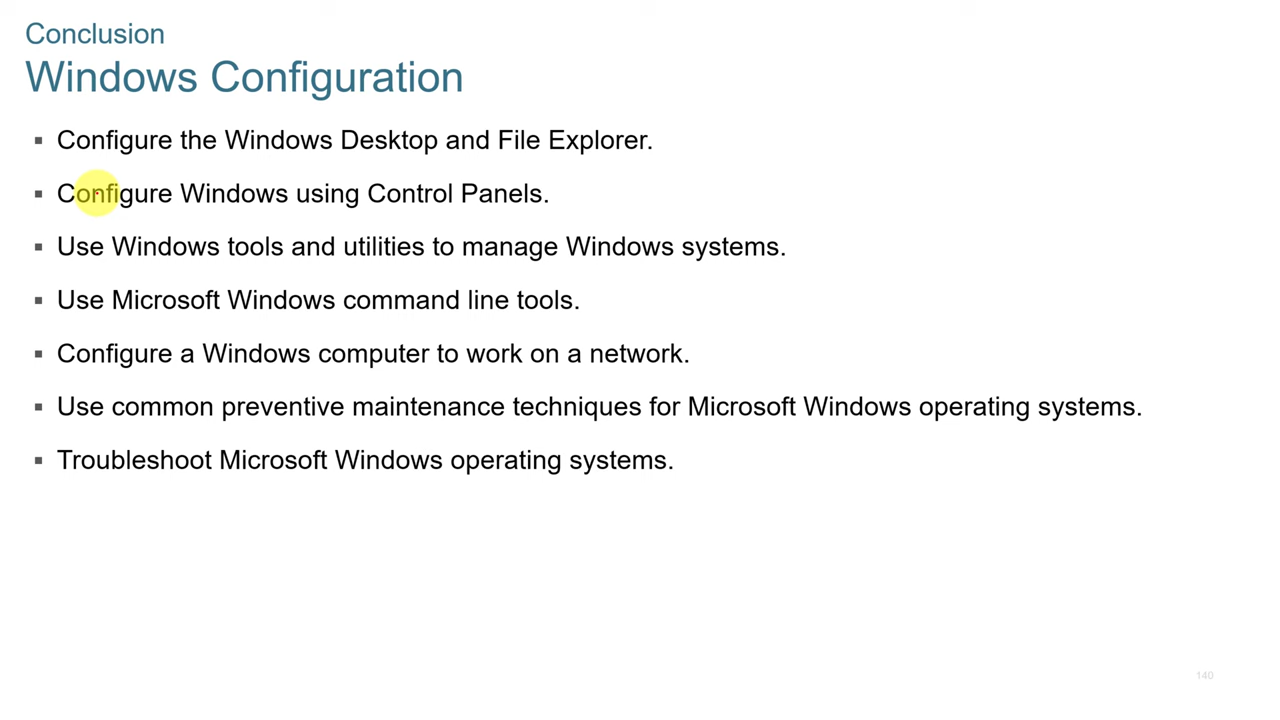 Conclusion
Windows Configuration
▪ Configure the Windows Desktop and File Explorer.
▪ Configure Windows using Control Panels.
▪ Use Windows tools and utilities to manage Windows systems.
▪ Use Microsoft Windows command line tools.
▪ Configure a Windows computer to work on a network.
▪ Use common preventive maintenance techniques for Microsoft Windows operating systems.
▪ Troubleshoot Microsoft Windows operating systems.
140